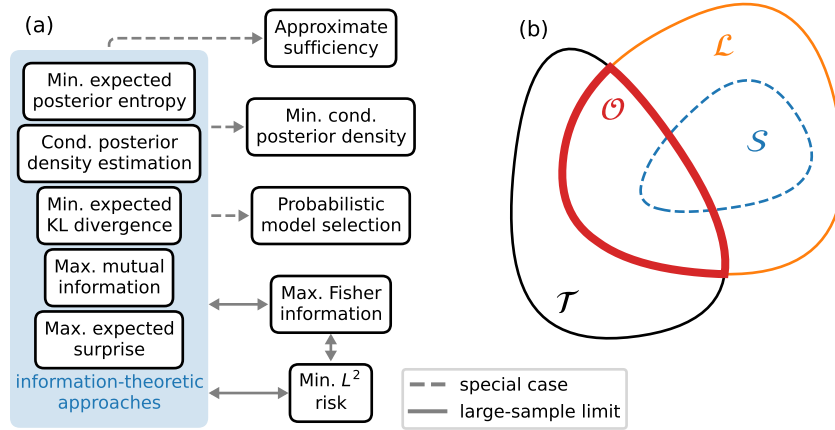 (a)
Approximate
sufficiency
Min. expected
posterior entropy
Cond. posterior
density estimation
Min. expected
KL divergence
Max. mutual
information
Max. expected
surprise
information-theoretic
approaches
Min. cond.
posterior density
Probabilistic
model selection
Max. Fisher
information
Min. L²
risk
(b)
ℒ
𝒪
𝒮
𝒯
special case
large-sample limit